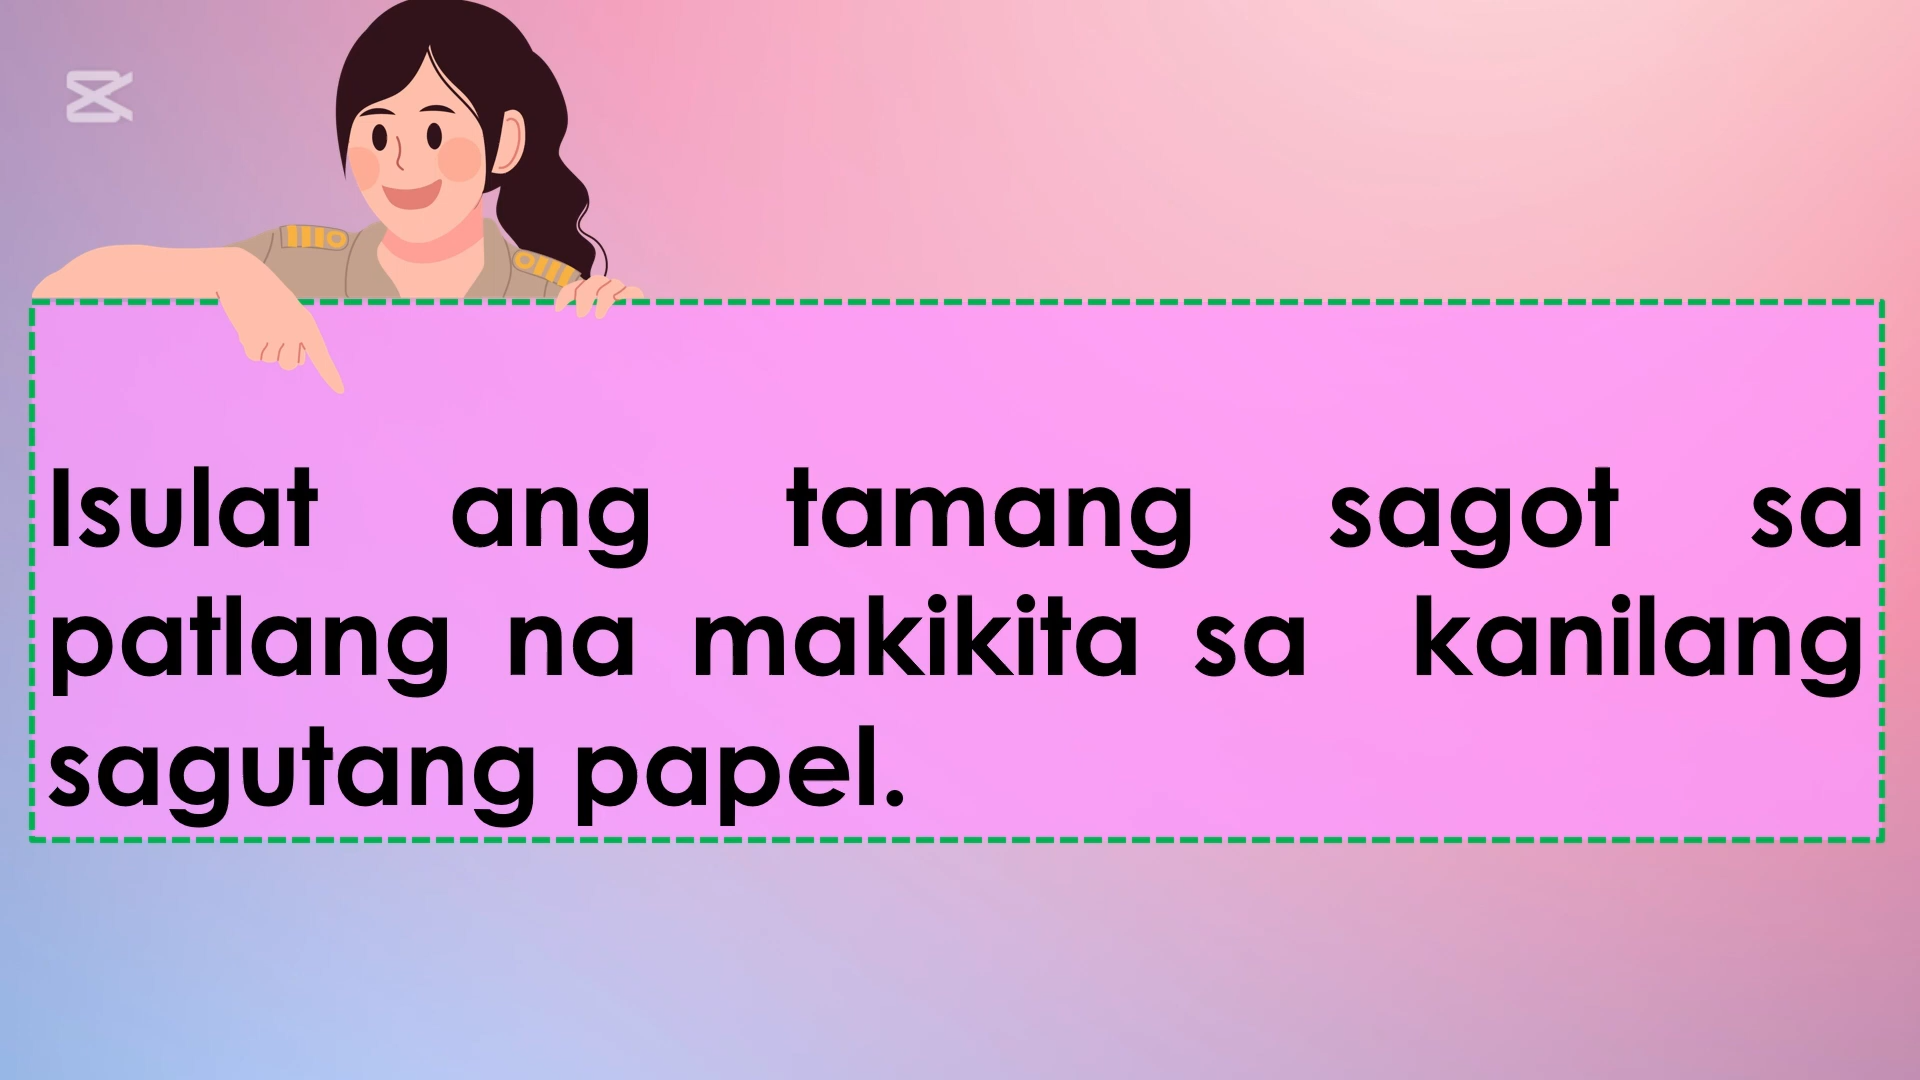 Isulat ang tamang sagot sa
patlang na makikita sa kanilang
sagutang papel.